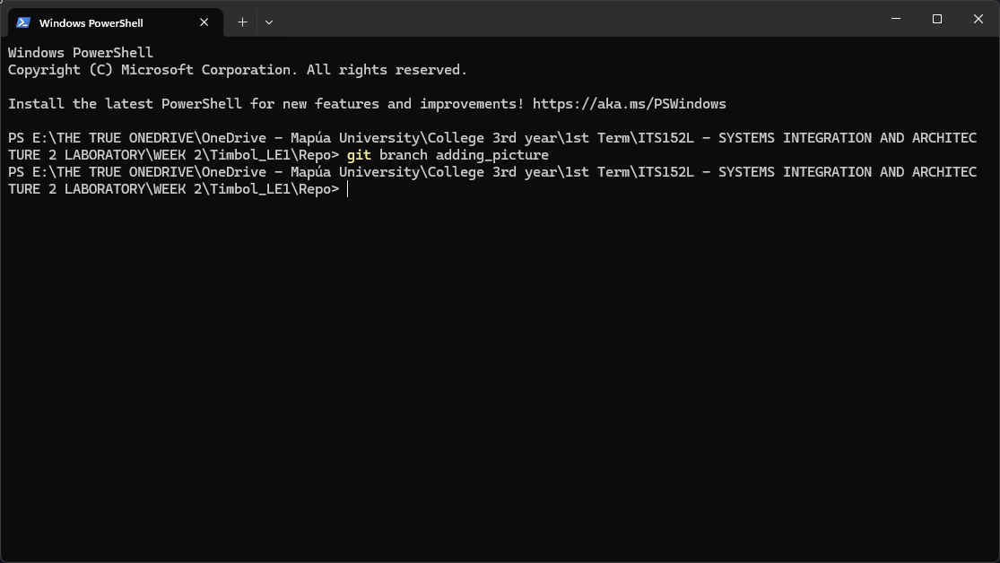 Windows PowerShell
Windows PowerShell
Copyright (C) Microsoft Corporation. All rights reserved.
Install the latest PowerShell for new features and improvements! https://aka.ms/PSWindows
PS E:\THE TRUE ONEDRIVE\OneDrive - Mapúa University\College 3rd year\1st Term\ITS152L - SYSTEMS INTEGRATION AND ARCHITEC
TURE 2 LABORATORY\WEEK 2\Timbol_LE1\Repo> git branch adding_picture
PS E:\THE TRUE ONEDRIVE\OneDrive - Mapúa University\College 3rd year\1st Term\ITS152L - SYSTEMS INTEGRATION AND ARCHITEC
TURE 2 LABORATORY\WEEK 2\Timbol_LE1\Repo>